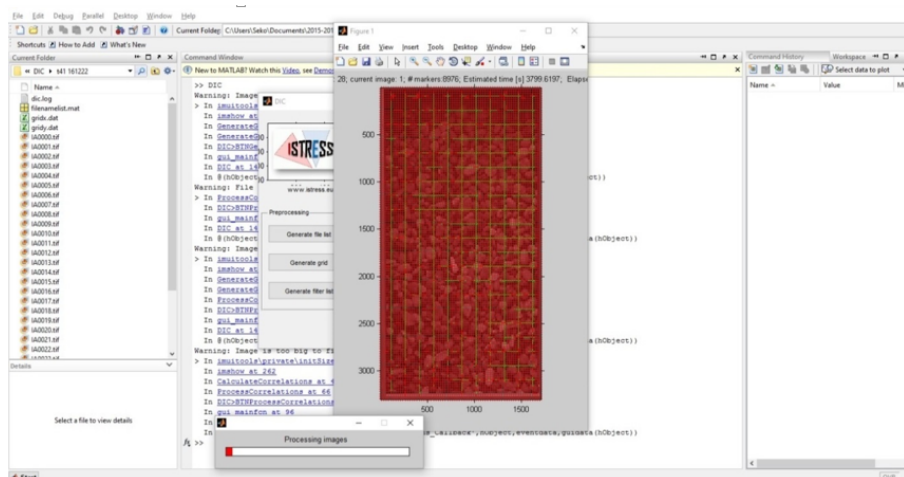 File Edit Debug Parallel Desktop Window Help
Current Folder: C:\Users\Seko\Documents\2015-201
Shortcuts How to Add What's New
Current Folder
« DIC ▸ s41 161222
Name
dic.log
filenamelist.mat
gridx.dat
gridy.dat
IA0000.tif
IA0001.tif
IA0002.tif
IA0003.tif
IA0004.tif
IA0005.tif
IA0006.tif
IA0007.tif
IA0008.tif
IA0009.tif
IA0010.tif
IA0011.tif
IA0012.tif
IA0013.tif
IA0014.tif
IA0015.tif
IA0016.tif
IA0017.tif
IA0018.tif
IA0019.tif
IA0020.tif
IA0021.tif
IA0022.tif
Details
Select a file to view details
Start
Command Window
New to MATLAB? Watch this Video, see Demos
>> DIC
Warning: Image
> In imuitools
In imshow at
In GenerateG
In GenerateG
In DIC>BTNGe
In gui_mainf
In DIC at 14
In @(hObject
Warning: File
> In ProcessCo
In DIC>BTNPr
In gui_mainf
In DIC at 14
In @(hObject
Warning: Image
> In imuitools
In imshow at
In GenerateG
In ProcessCo
In DIC>BTNPr
In gui_mainf
In DIC at 14
In @(hObject
Warning: Image is too big to fi
> In imuitools\private\initSize
In imshow at 262
In CalculateCorrelations at
In ProcessCorrelations at 66
In DIC>BTNProcessCorrelations
In gui_mainfcn at 96
_Callback',hObject,eventdata,guidata(hObject))
fx >>
DIC
iSTRESS
www.istress.eu
Preprocessing
Generate file list
Generate grid
Generate filter list
Figure 1
File Edit View Insert Tools Desktop Window Help
28; current image: 1; # markers:8976; Estimated time [s] 3799.6197; Elapse
500
1000
1500
2000
2500
3000
500 1000 1500
Processing images
Command History
Workspace
Select data to plot
Name
Value